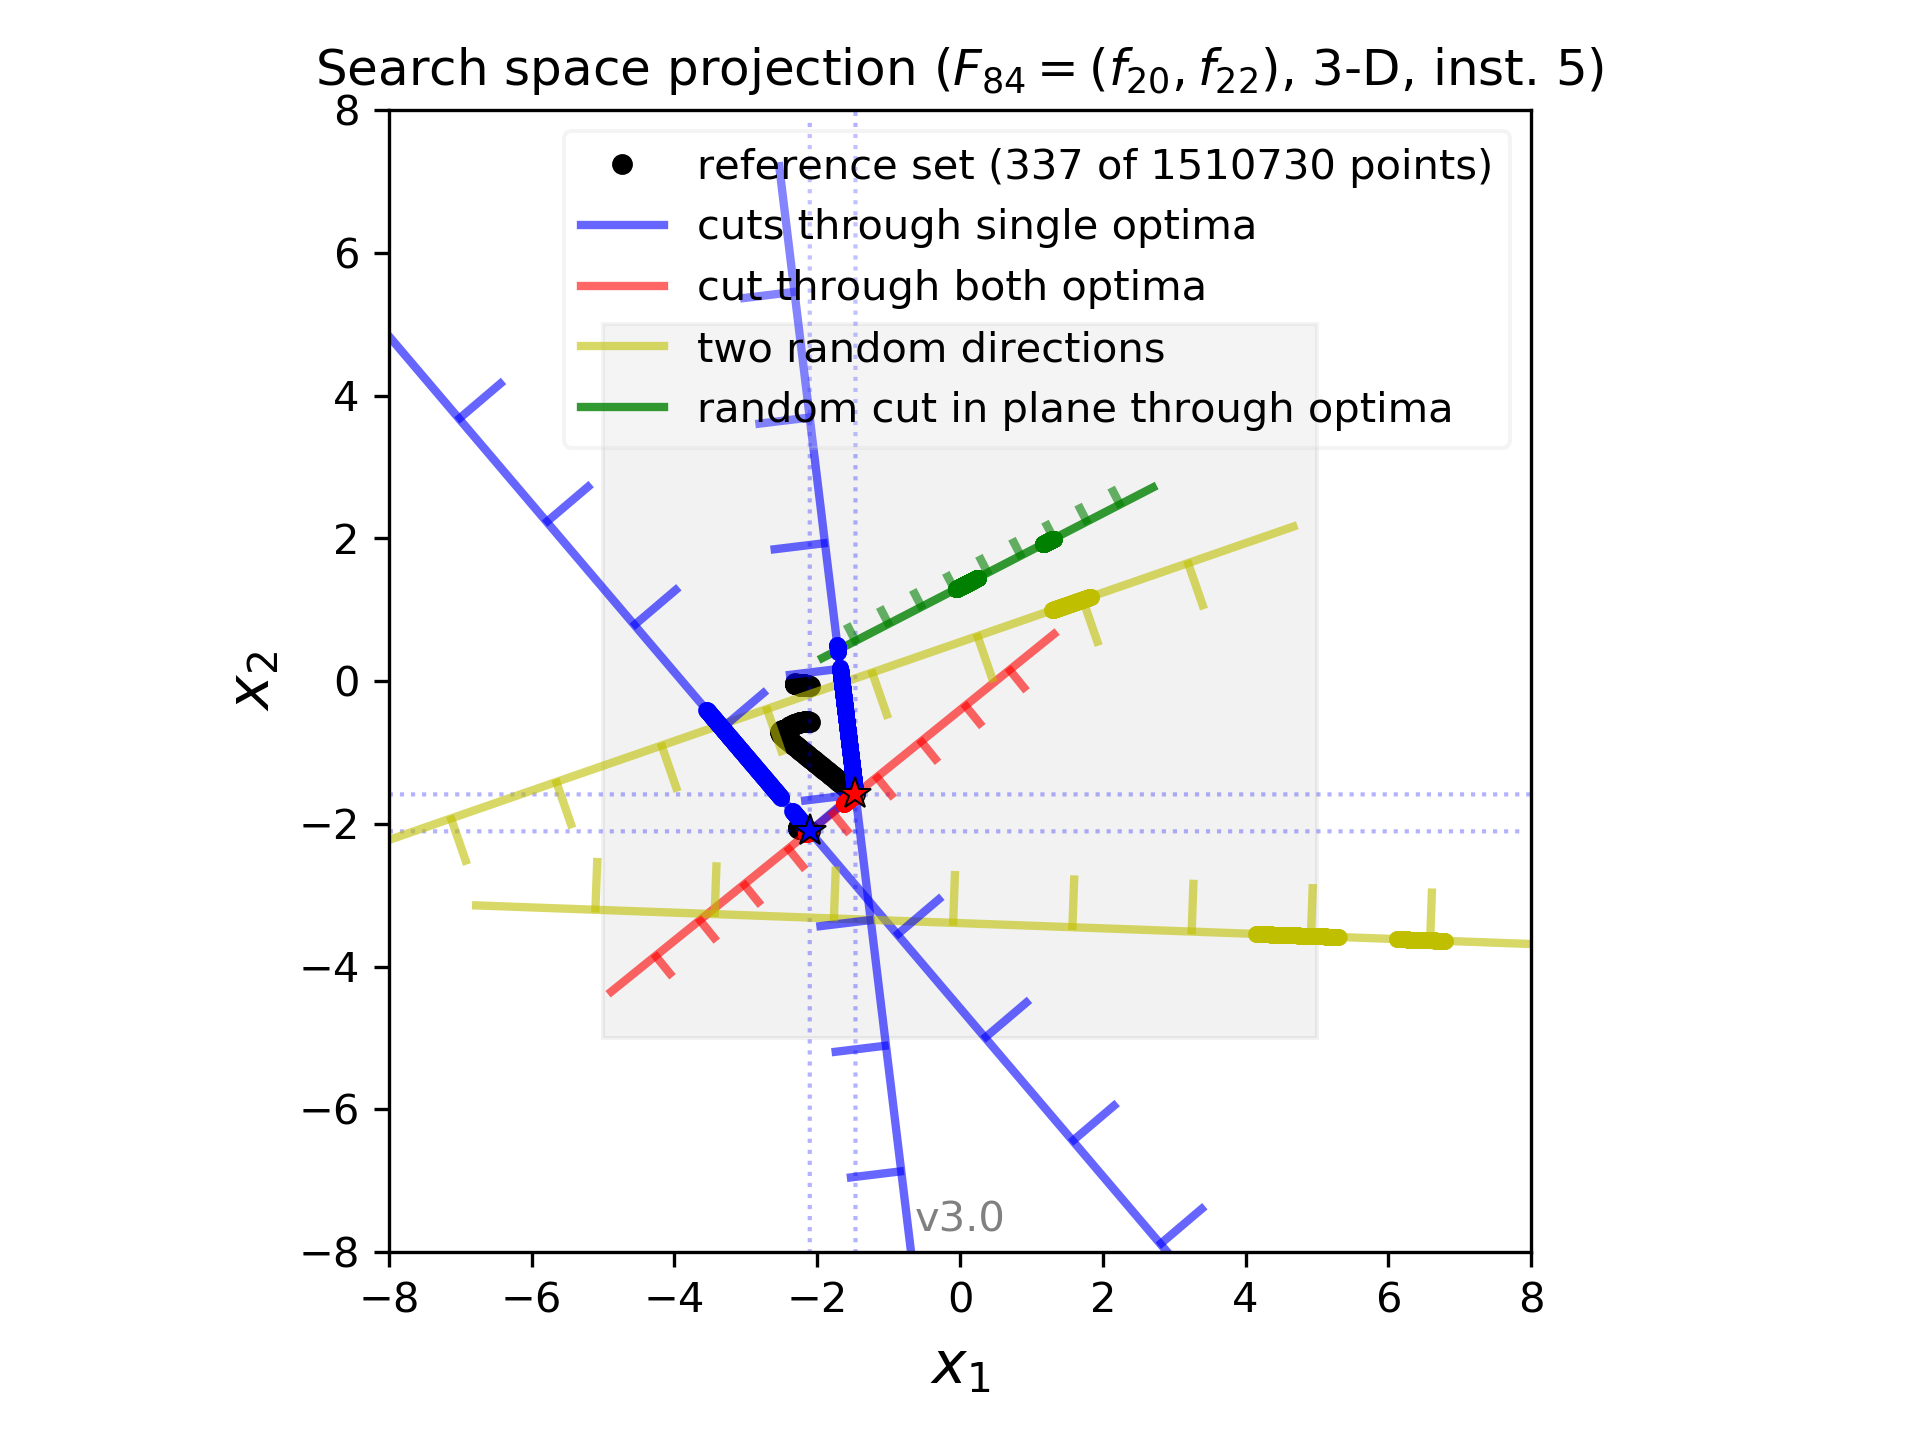 Search space projection (F₈₄ = (f₂₀, f₂₂), 3-D, inst. 5)
reference set (337 of 1510730 points)
cuts through single optima
cut through both optima
two random directions
random cut in plane through optima
8
6
4
2
0
−2
−4
−6
−8
x₂
v3.0
−8 −6 −4 −2 0 2 4 6 8
x₁